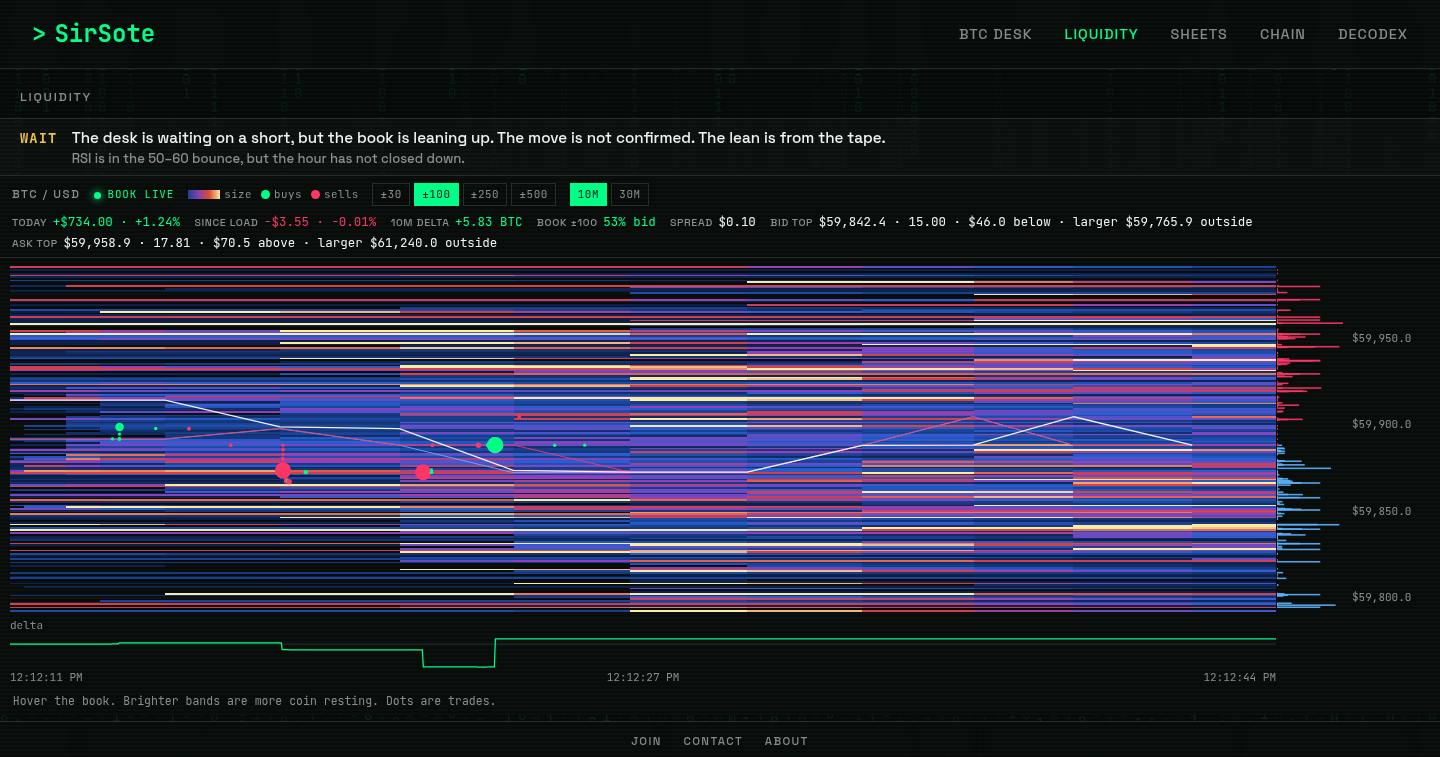 > SirSote
BTC DESK LIQUIDITY SHEETS CHAIN DECODEX
LIQUIDITY
WAIT The desk is waiting on a short, but the book is leaning up. The move is not confirmed. The lean is from the tape.
RSI is in the 50–60 bounce, but the hour has not closed down.
BTC / USD BOOK LIVE size buys sells ±30 ±100 ±250 ±500 10M 30M
TODAY +$734.00 · +1.24% SINCE LOAD -$3.55 · -0.01% 10M DELTA +5.83 BTC BOOK ±100 53% bid SPREAD $0.10 BID TOP $59,842.4 · 15.00 · $46.0 below · larger $59,765.9 outside
ASK TOP $59,958.9 · 17.81 · $70.5 above · larger $61,240.0 outside
$59,950.0
$59,900.0
$59,850.0
$59,800.0
delta
12:12:11 PM 12:12:27 PM 12:12:44 PM
Hover the book. Brighter bands are more coin resting. Dots are trades.
JOIN CONTACT ABOUT